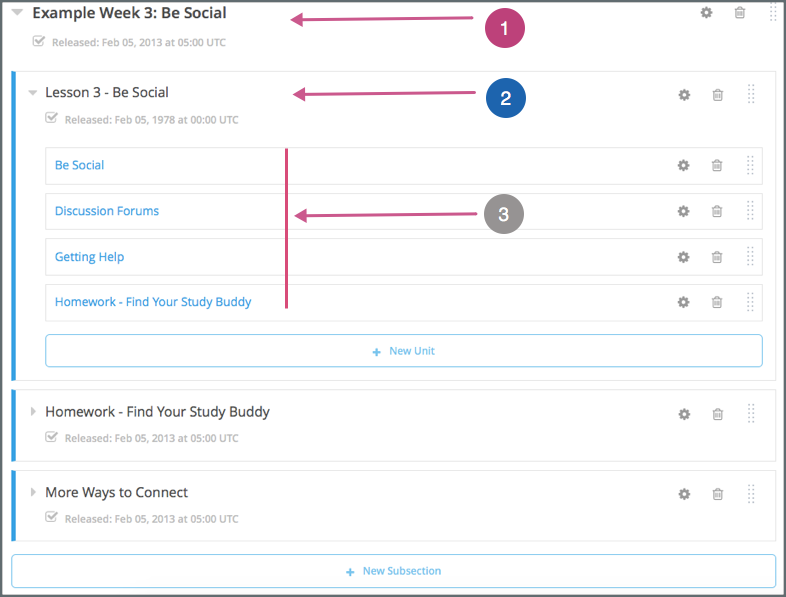 Example Week 3: Be Social
1
Released: Feb 05, 2013 at 05:00 UTC
Lesson 3 - Be Social
2
Released: Feb 05, 1978 at 00:00 UTC
Be Social
Discussion Forums
3
Getting Help
Homework - Find Your Study Buddy
+ New Unit
Homework - Find Your Study Buddy
Released: Feb 05, 2013 at 05:00 UTC
More Ways to Connect
Released: Feb 05, 2013 at 05:00 UTC
+ New Subsection